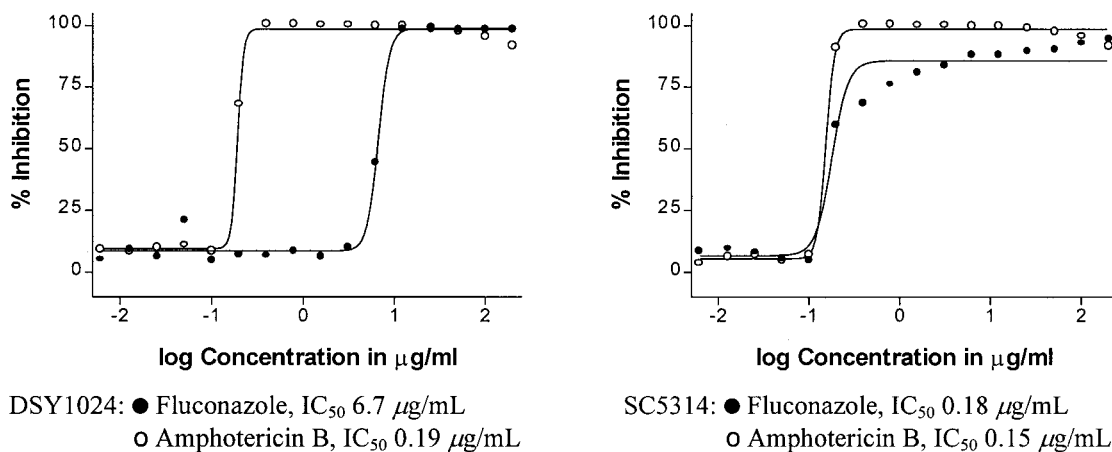 % Inhibition
100
75
50
25
0
-2 -1 0 1 2
log Concentration in μg/ml
DSY1024: ● Fluconazole, IC₅₀ 6.7 μg/mL
○ Amphotericin B, IC₅₀ 0.19 μg/mL
% Inhibition
100
75
50
25
0
-2 -1 0 1 2
log Concentration in μg/ml
SC5314: ● Fluconazole, IC₅₀ 0.18 μg/mL
○ Amphotericin B, IC₅₀ 0.15 μg/mL